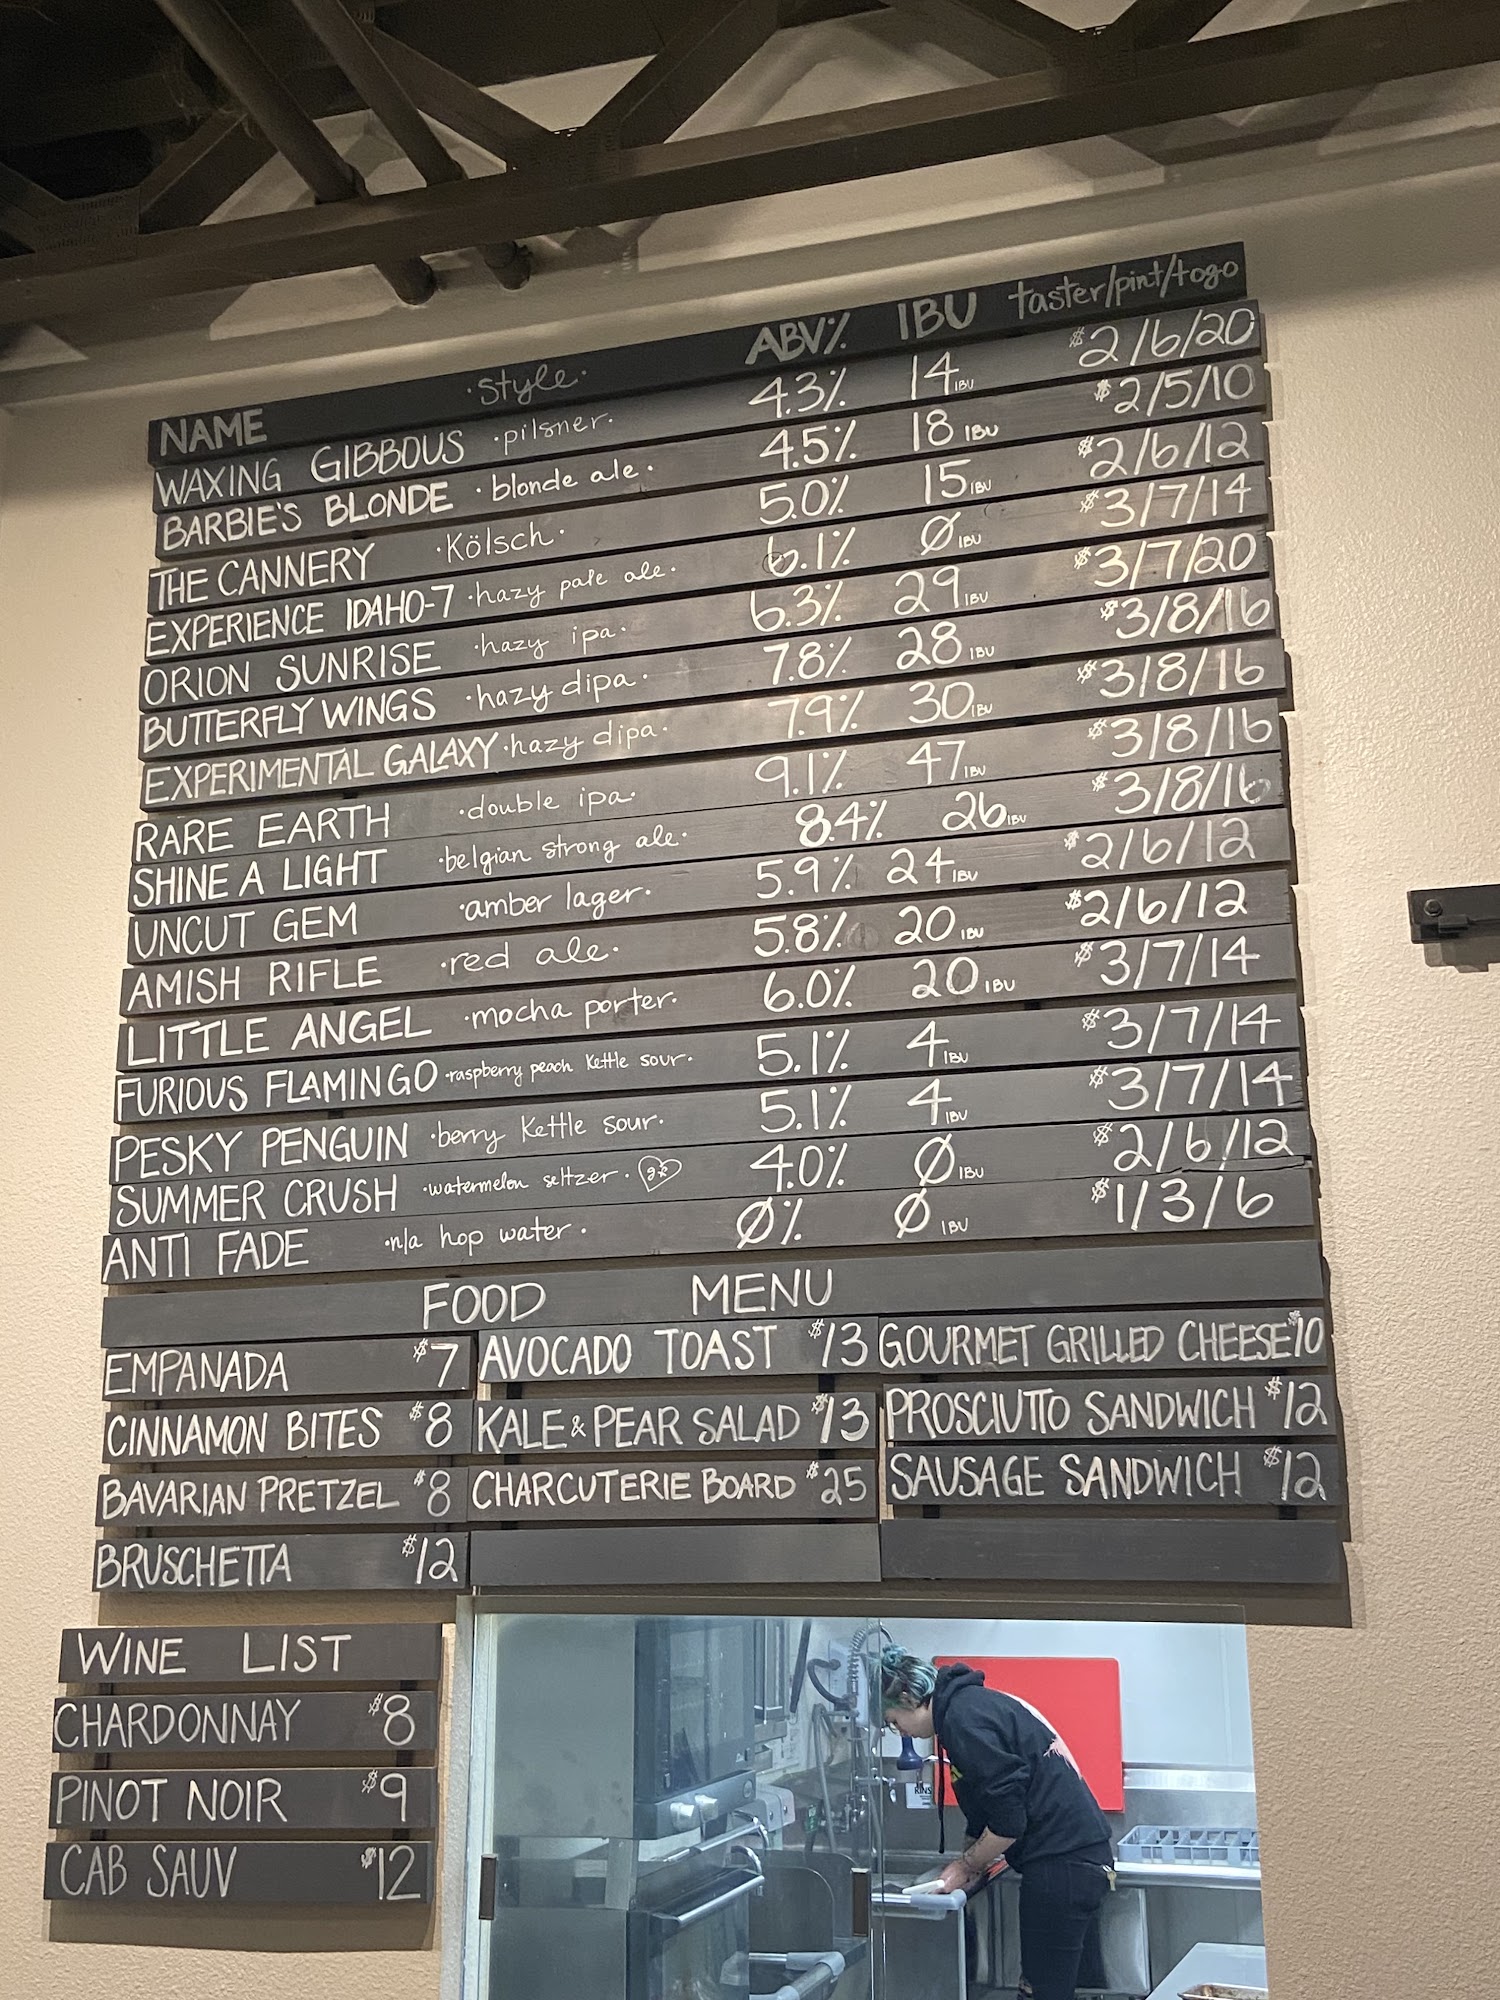 NAME ·style· ABV% IBU taster/pint/togo
WAXING GIBBOUS ·pilsner· 4.3% 14 IBU $2/6/20
BARBIE'S BLONDE ·blonde ale· 4.5% 18 IBU $2/5/10
THE CANNERY ·Kölsch· 5.0% 15 IBU $2/6/12
EXPERIENCE IDAHO-7 ·hazy pale ale· 6.1% Ø IBU $3/7/14
ORION SUNRISE ·hazy ipa· 6.3% 29 IBU $3/7/20
BUTTERFLY WINGS ·hazy dipa· 7.8% 28 IBU $3/8/16
EXPERIMENTAL GALAXY ·hazy dipa· 7.9% 30 IBU $3/8/16
RARE EARTH ·double ipa· 9.1% 47 IBU $3/8/16
SHINE A LIGHT ·belgian strong ale· 8.4% 26 IBU $3/8/16
UNCUT GEM ·amber lager· 5.9% 24 IBU $2/6/12
AMISH RIFLE ·red ale· 5.8% 20 IBU $2/6/12
LITTLE ANGEL ·mocha porter· 6.0% 20 IBU $3/7/14
FURIOUS FLAMINGO ·raspberry peach kettle sour· 5.1% 4 IBU $3/7/14
PESKY PENGUIN ·berry kettle sour· 5.1% 4 IBU $3/7/14
SUMMER CRUSH ·watermelon seltzer· 4.0% Ø IBU $2/6/12
ANTI FADE ·n/a hop water· Ø% Ø IBU $1/3/6
FOOD MENU
EMPANADA $7 AVOCADO TOAST $13 GOURMET GRILLED CHEESE $10
CINNAMON BITES $8 KALE & PEAR SALAD $13 PROSCIUTTO SANDWICH $12
BAVARIAN PRETZEL $8 CHARCUTERIE BOARD $25 SAUSAGE SANDWICH $12
BRUSCHETTA $12
WINE LIST
CHARDONNAY $8
PINOT NOIR $9
CAB SAUV $12